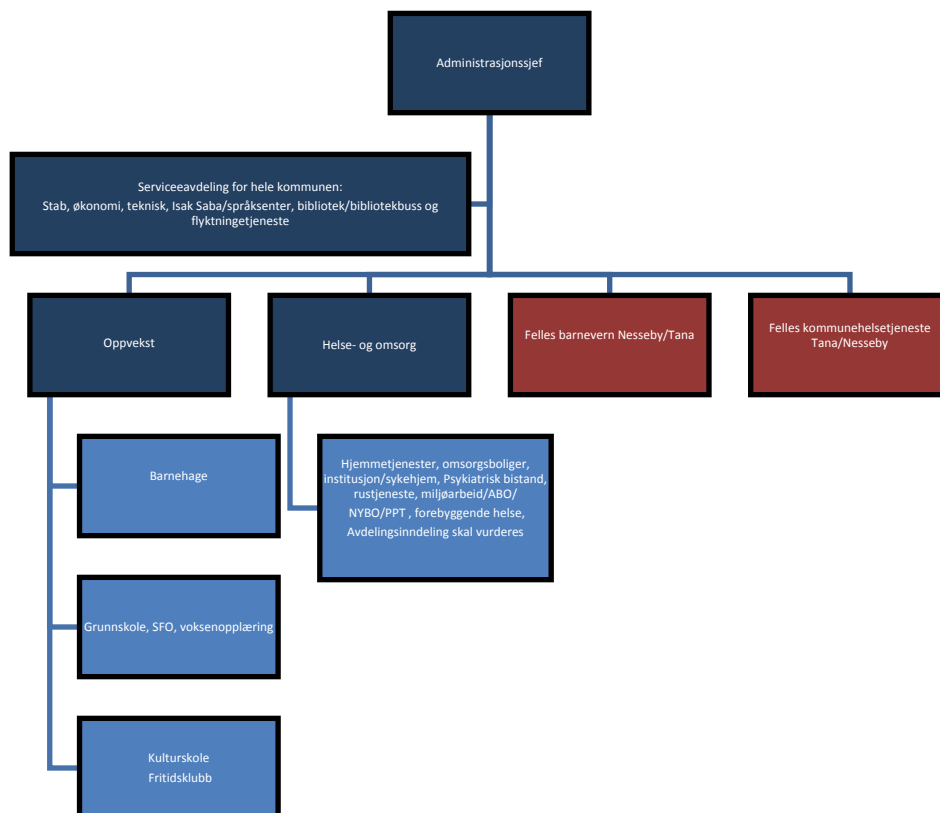 Administrasjonssjef
Serviceeavdeling for hele kommunen:
Stab, økonomi, teknisk, Isak Saba/språksenter, bibliotek/bibliotekbuss og
flyktningetjeneste
Oppvekst
Helse- og omsorg
Felles barnevern Nesseby/Tana
Felles kommunehelsetjeneste
Tana/Nesseby
Barnehage
Hjemmetjenester, omsorgsboliger,
institusjon/sykehjem, Psykiatrisk bistand,
rustjeneste, miljøarbeid/ABO/
NYBO/PPT , forebyggende helse,
Avdelingsinndeling skal vurderes
Grunnskole, SFO, voksenopplæring
Kulturskole
Fritidsklubb